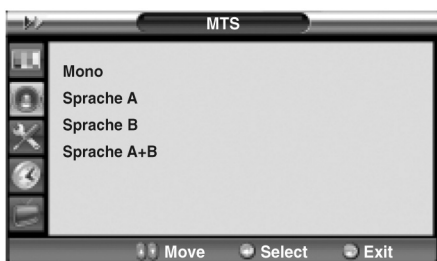 MTS
Mono
Sprache A
Sprache B
Sprache A+B
Move Select Exit